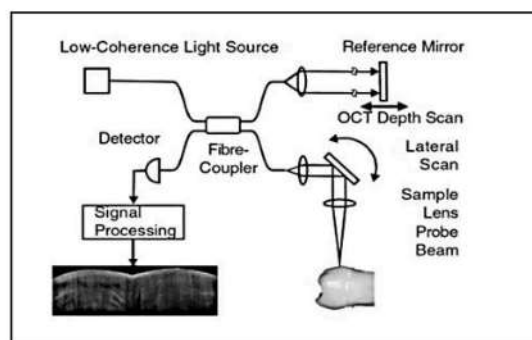 Low-Coherence Light Source
Reference Mirror
OCT Depth Scan
Detector
Fibre-
Coupler
Lateral
Scan
Signal
Processing
Sample
Lens
Probe
Beam